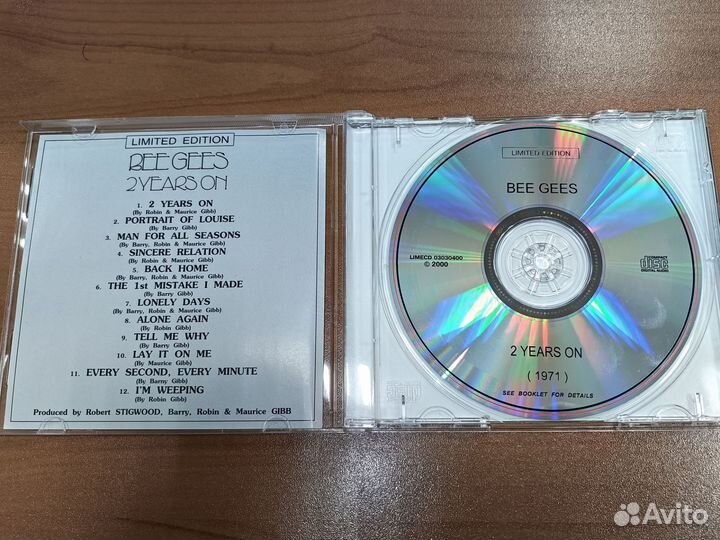 LIMITED EDITION
BEE GEES
2 YEARS ON
1. 2 YEARS ON
(By Robin & Maurice Gibb)
2. PORTRAIT OF LOUISE
(By Barry Gibb)
3. MAN FOR ALL SEASONS
(By Barry, Robin & Maurice Gibb)
4. SINCERE RELATION
(By Robin & Maurice Gibb)
5. BACK HOME
(By Barry, Robin & Maurice Gibb)
6. THE 1st MISTAKE I MADE
(By Barry Gibb)
7. LONELY DAYS
(By Barry, Robin & Maurice Gibb)
8. ALONE AGAIN
(By Robin Gibb)
9. TELL ME WHY
(By Barry Gibb)
10. LAY IT ON ME
(By Maurice Gibb)
11. EVERY SECOND, EVERY MINUTE
(By Barny Gibb)
12. I'M WEEPING
(By Robin Gibb)
Produced by Robert STIGWOOD, Barry, Robin & Maurice GIBB
LIMITED EDITION
BEE GEES
LIMECD 03030400
© 2000
COMPACT
disc
DIGITAL AUDIO
2 YEARS ON
( 1971 )
SEE BOOKLET FOR DETAILS
Avito